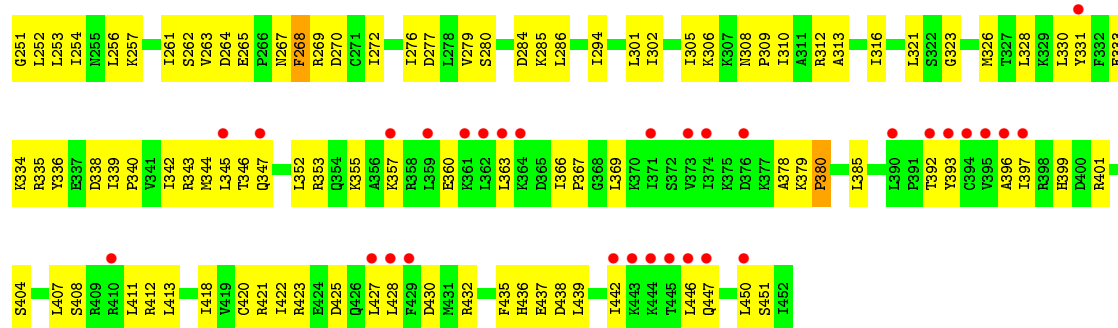 G251 L252 L253 I254 N255 L256 K257 I261 S262 V263 D264 E265 P266 N267 F268 R269 D270 C271 I272 I276 D277 L278 V279 S280 D284 K285 L286 I294 L301 I302 I305 K306 K307 N308 P309 I310 A311 R312 A313 I316 L321 S322 G323 M326 T327 L328 K329 L330 Y331 F332 E333
K334 R335 Y336 E337 D338 I339 P340 V341 I342 R343 M344 L345 T346 Q347 L352 R353 Q354 K355 A356 K357 R358 L359 E360 K361 L362 L363 K364 D365 I366 P367 G368 L369 K370 I371 S372 V373 I374 K375 D376 K377 A378 K379 P380 L385 L390 P391 T392 Y393 C394 V395 A396 I397 R398 H399 D400 R401
S404 L407 S408 R409 R410 L411 R412 L413 I418 V419 C420 R421 I422 R423 E424 D425 Q426 L427 L428 F429 D430 M431 R432 F435 H436 E437 D438 L439 I442 K443 K444 T445 L446 Q447 L450 S451 I452